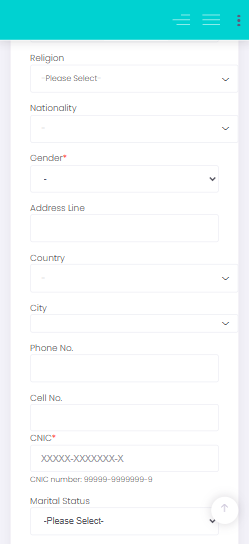 Religion
-Please Select-
Nationality
-
Gender*
-
Address Line
Country
-
City
Phone No.
Cell No.
CNIC*
XXXXX-XXXXXXX-X
CNIC number: 99999-9999999-9
Marital Status
-Please Select-